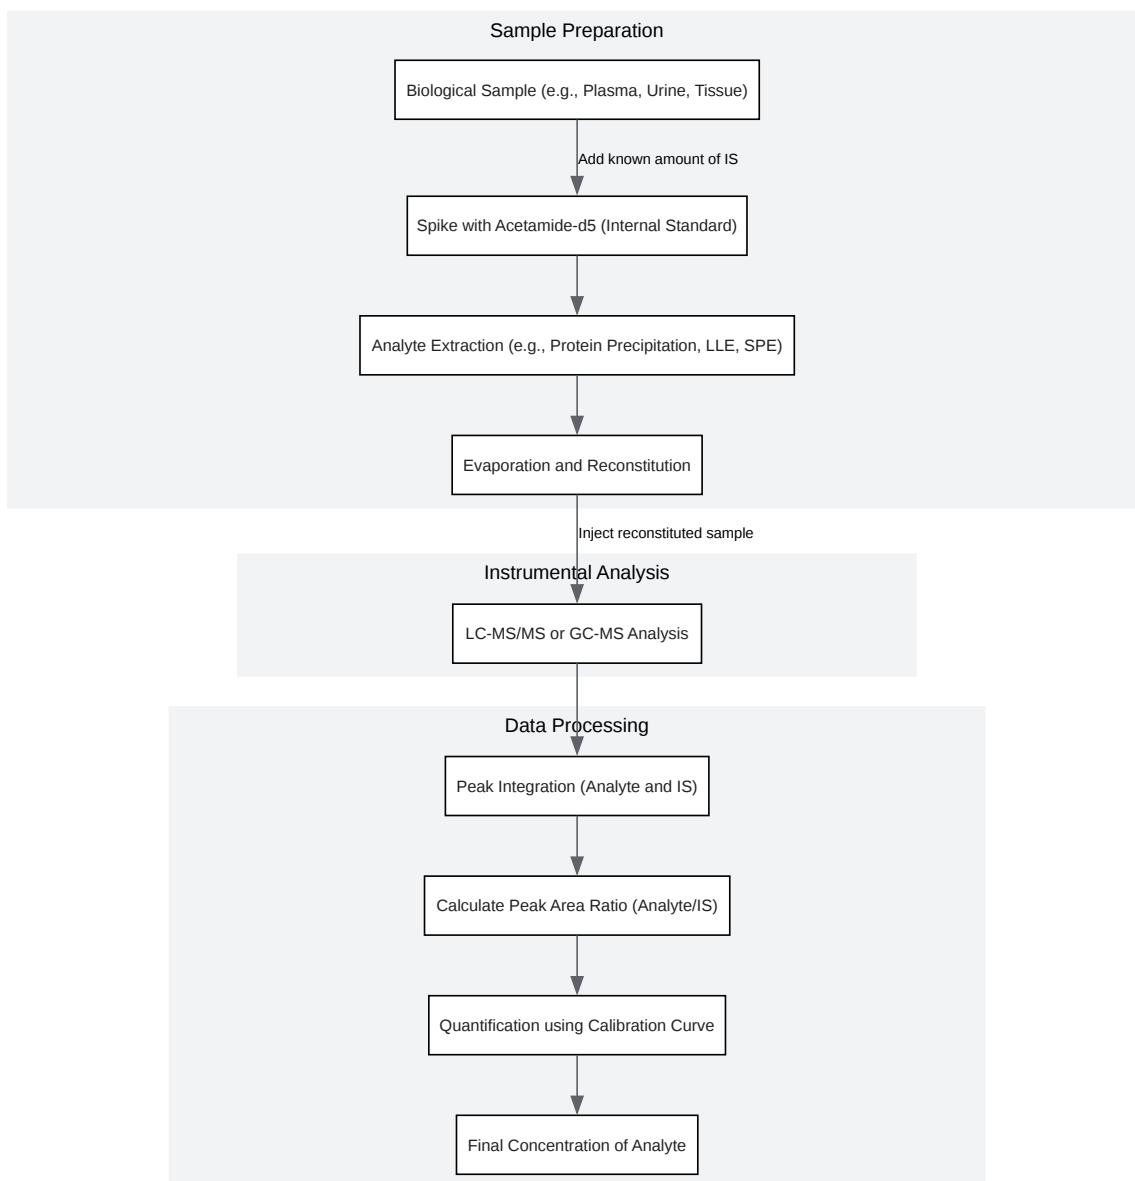 Sample Preparation
Biological Sample (e.g., Plasma, Urine, Tissue)
Add known amount of IS
Spike with Acetamide-d5 (Internal Standard)
Analyte Extraction (e.g., Protein Precipitation, LLE, SPE)
Evaporation and Reconstitution
Inject reconstituted sample
Instrumental Analysis
LC-MS/MS or GC-MS Analysis
Data Processing
Peak Integration (Analyte and IS)
Calculate Peak Area Ratio (Analyte/IS)
Quantification using Calibration Curve
Final Concentration of Analyte